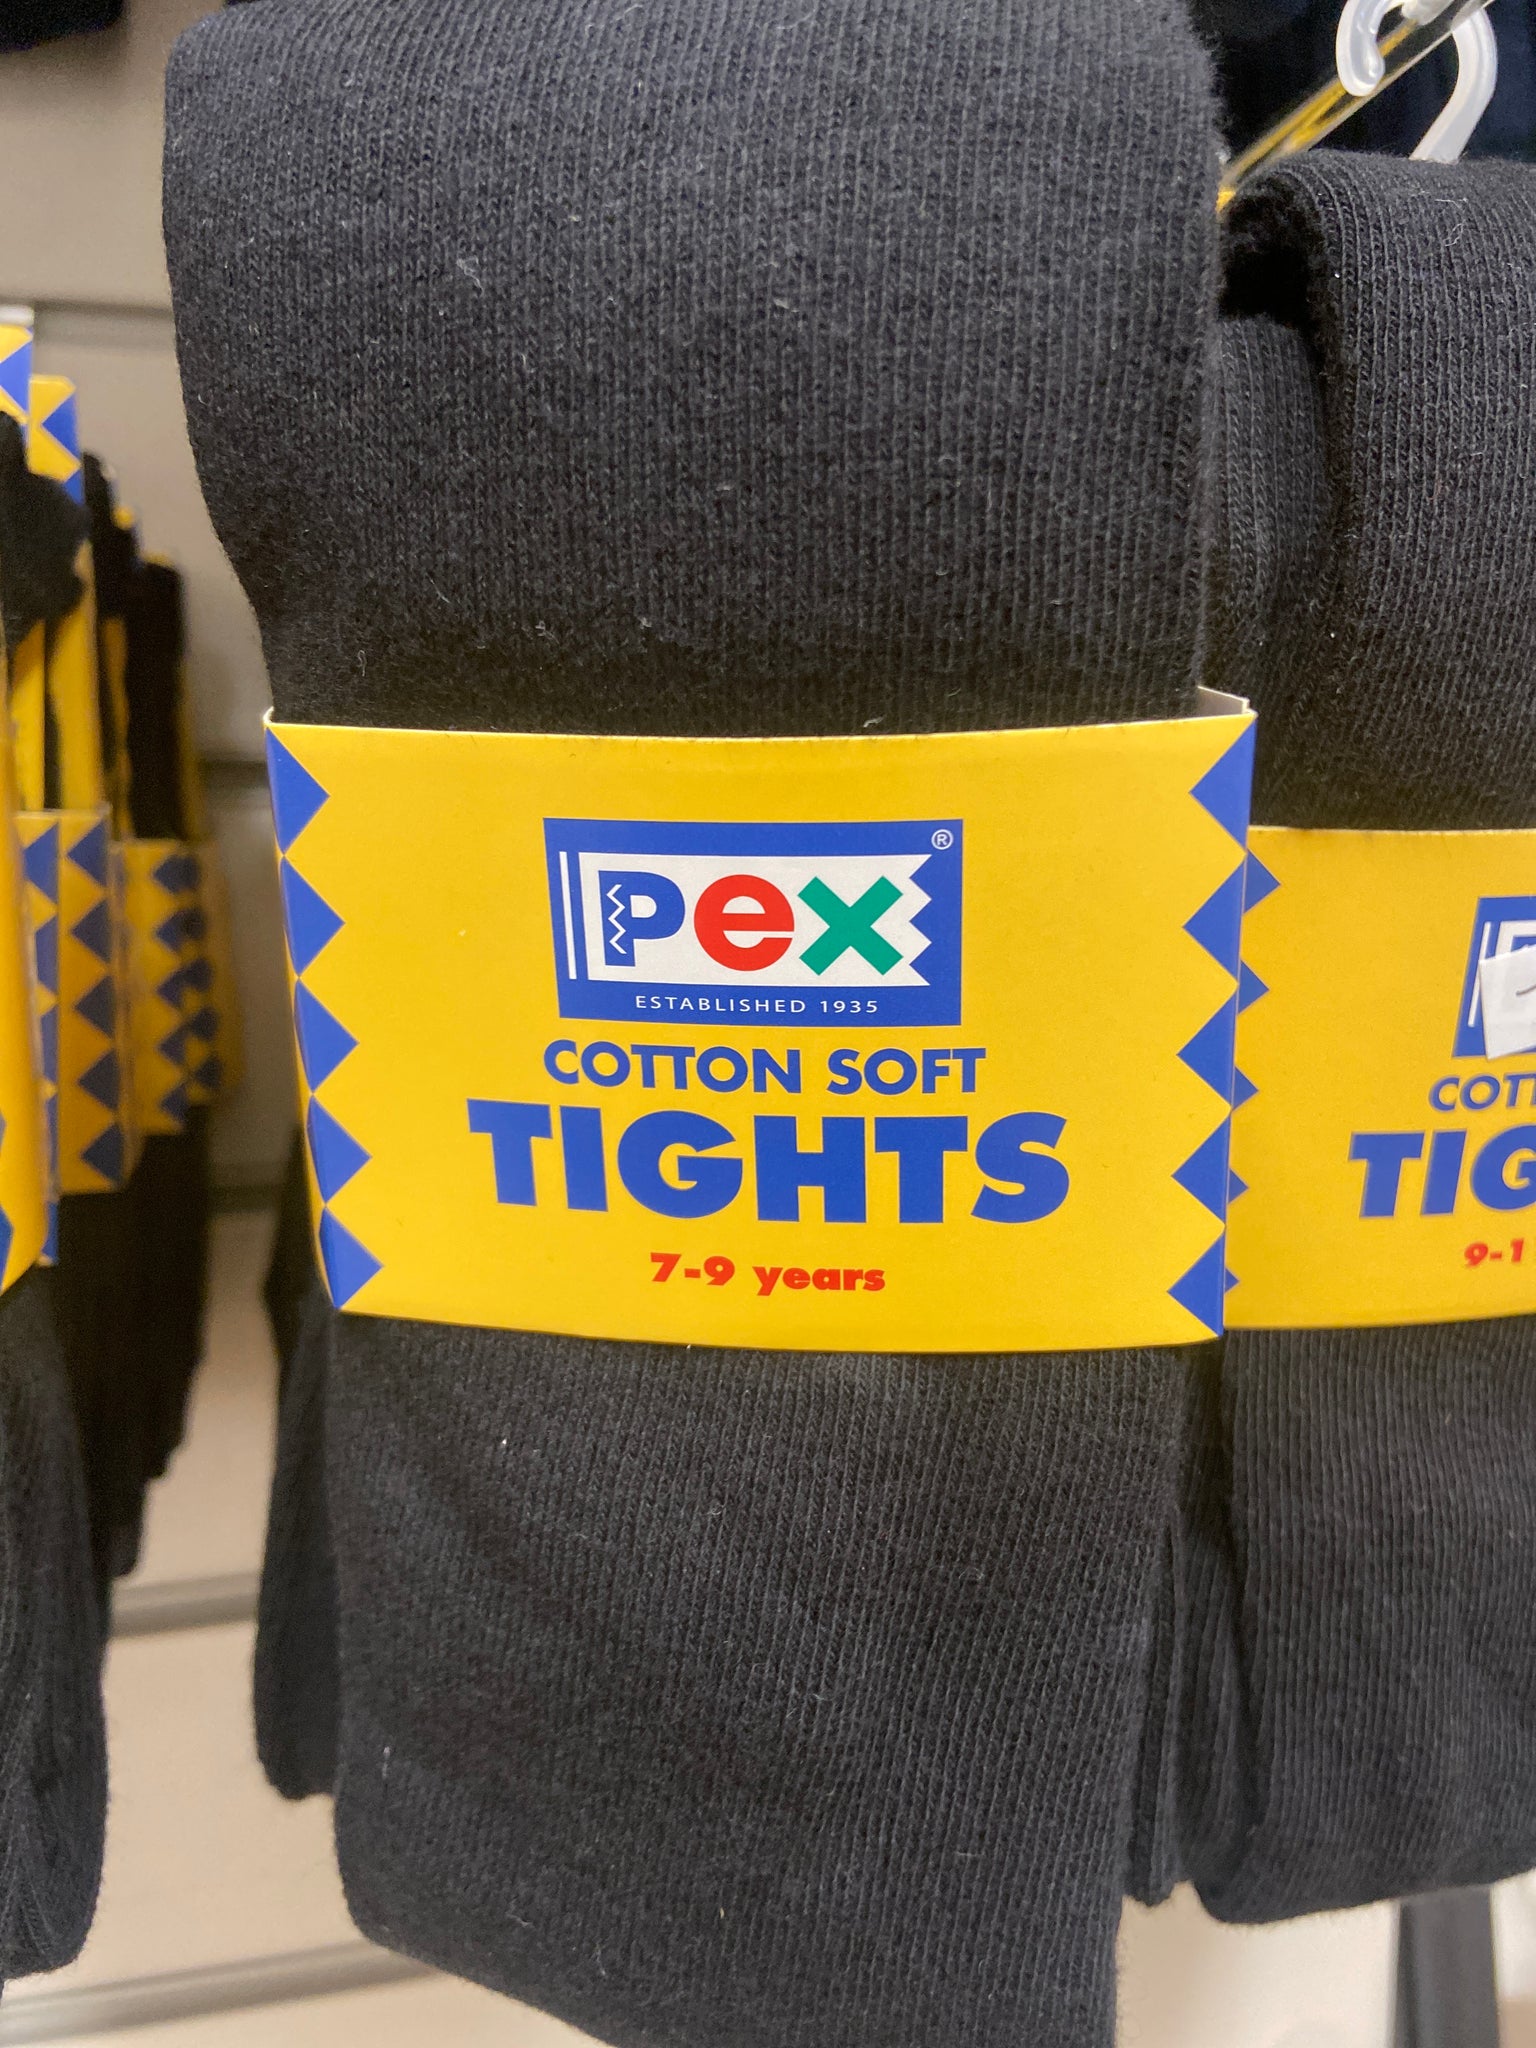 pex ®
ESTABLISHED 1935
COTTON SOFT
TIGHTS
7-9 years